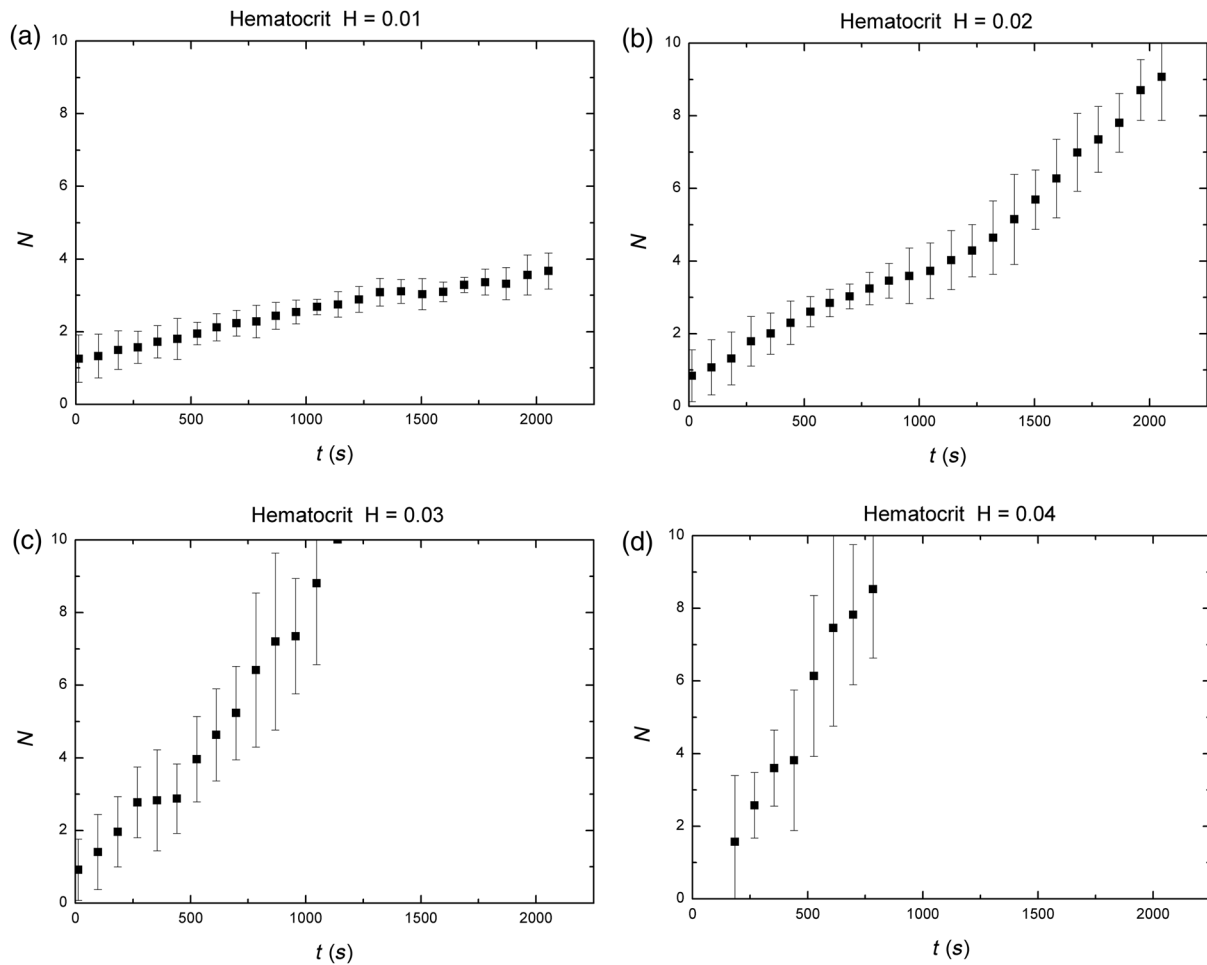 (a)
Hematocrit H = 0.01
10
8
6
4
2
0
N
0 500 1000 1500 2000
t (s)
(b)
Hematocrit H = 0.02
10
8
6
4
2
0
N
0 500 1000 1500 2000
t (s)
(c)
Hematocrit H = 0.03
10
8
6
4
2
0
N
0 500 1000 1500 2000
t (s)
(d)
Hematocrit H = 0.04
10
8
6
4
2
0
N
0 500 1000 1500 2000
t (s)